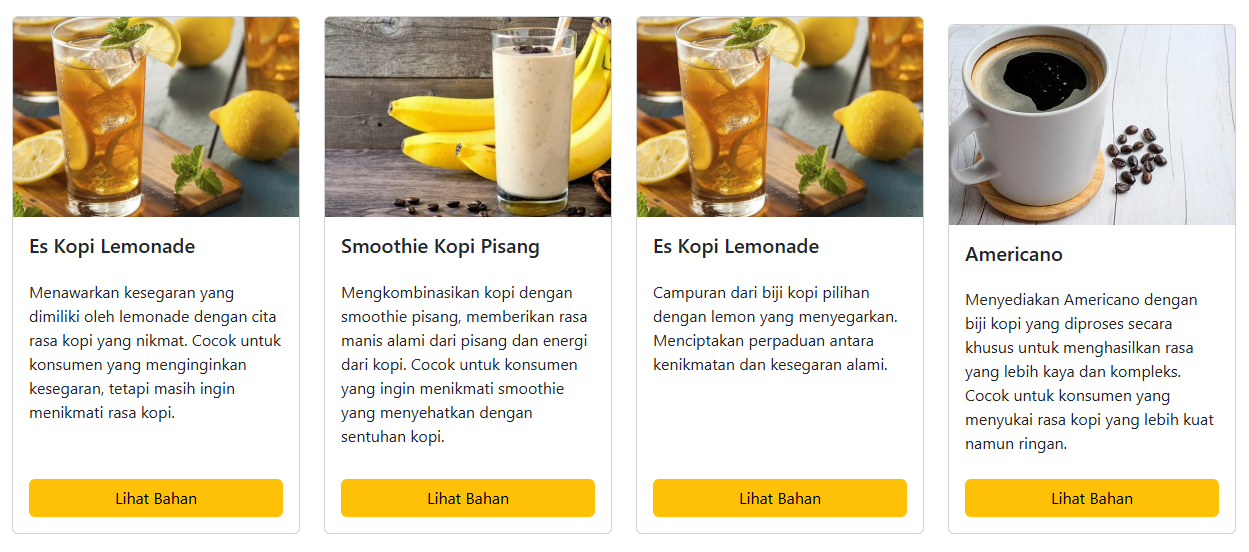 Es Kopi Lemonade
Menawarkan kesegaran yang
dimiliki oleh lemonade dengan cita
rasa kopi yang nikmat. Cocok untuk
konsumen yang menginginkan
kesegaran, tetapi masih ingin
menikmati rasa kopi.
Lihat Bahan
Smoothie Kopi Pisang
Mengkombinasikan kopi dengan
smoothie pisang, memberikan rasa
manis alami dari pisang dan energi
dari kopi. Cocok untuk konsumen
yang ingin menikmati smoothie
yang menyehatkan dengan
sentuhan kopi.
Lihat Bahan
Es Kopi Lemonade
Campuran dari biji kopi pilihan
dengan lemon yang menyegarkan.
Menciptakan perpaduan antara
kenikmatan dan kesegaran alami.
Lihat Bahan
Americano
Menyediakan Americano dengan
biji kopi yang diproses secara
khusus untuk menghasilkan rasa
yang lebih kaya dan kompleks.
Cocok untuk konsumen yang
menyukai rasa kopi yang lebih kuat
namun ringan.
Lihat Bahan